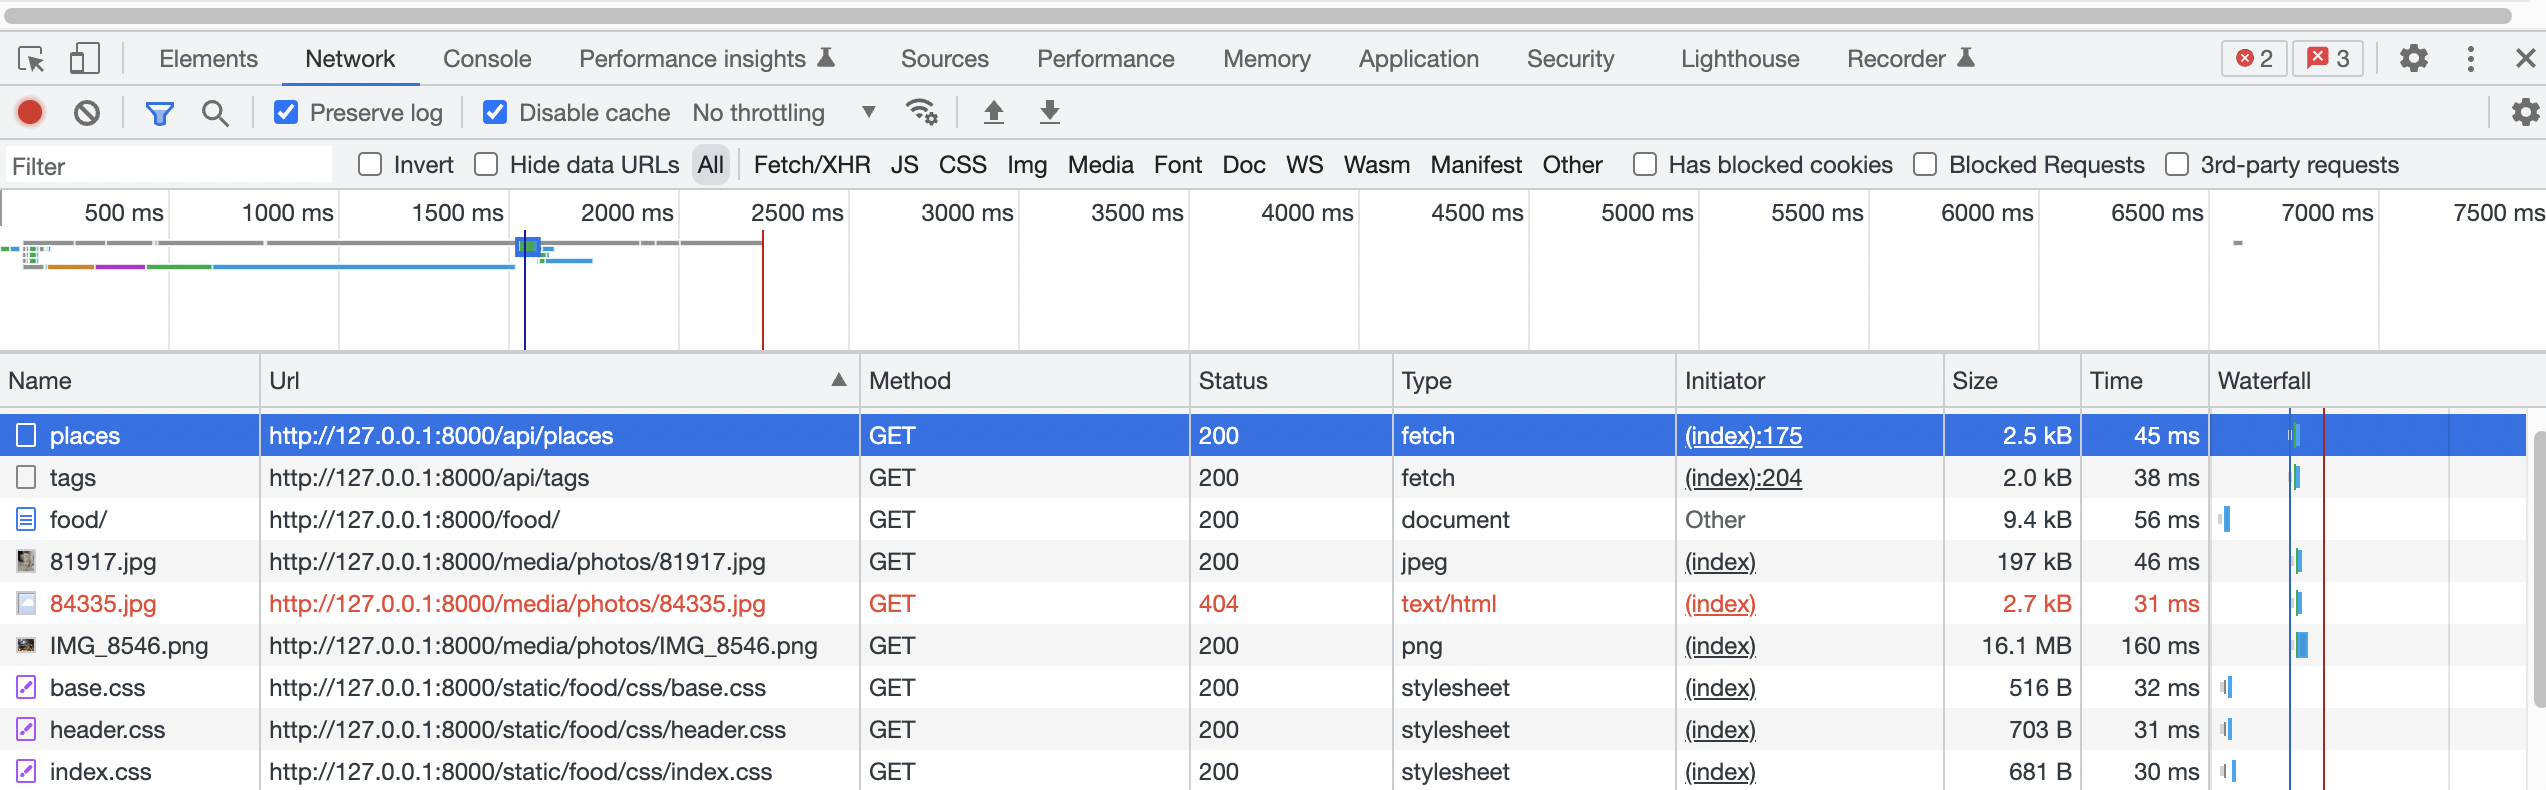 Elements Network Console Performance insights Sources Performance Memory Application Security Lighthouse Recorder 2 3
Preserve log Disable cache No throttling
Filter Invert Hide data URLs All Fetch/XHR JS CSS Img Media Font Doc WS Wasm Manifest Other Has blocked cookies Blocked Requests 3rd-party requests
500 ms 1000 ms 1500 ms 2000 ms 2500 ms 3000 ms 3500 ms 4000 ms 4500 ms 5000 ms 5500 ms 6000 ms 6500 ms 7000 ms 7500 ms
Name Url Method Status Type Initiator Size Time Waterfall
places http://127.0.0.1:8000/api/places GET 200 fetch (index):175 2.5 kB 45 ms
tags http://127.0.0.1:8000/api/tags GET 200 fetch (index):204 2.0 kB 38 ms
food/ http://127.0.0.1:8000/food/ GET 200 document Other 9.4 kB 56 ms
81917.jpg http://127.0.0.1:8000/media/photos/81917.jpg GET 200 jpeg (index) 197 kB 46 ms
84335.jpg http://127.0.0.1:8000/media/photos/84335.jpg GET 404 text/html (index) 2.7 kB 31 ms
IMG_8546.png http://127.0.0.1:8000/media/photos/IMG_8546.png GET 200 png (index) 16.1 MB 160 ms
base.css http://127.0.0.1:8000/static/food/css/base.css GET 200 stylesheet (index) 516 B 32 ms
header.css http://127.0.0.1:8000/static/food/css/header.css GET 200 stylesheet (index) 703 B 31 ms
index.css http://127.0.0.1:8000/static/food/css/index.css GET 200 stylesheet (index) 681 B 30 ms